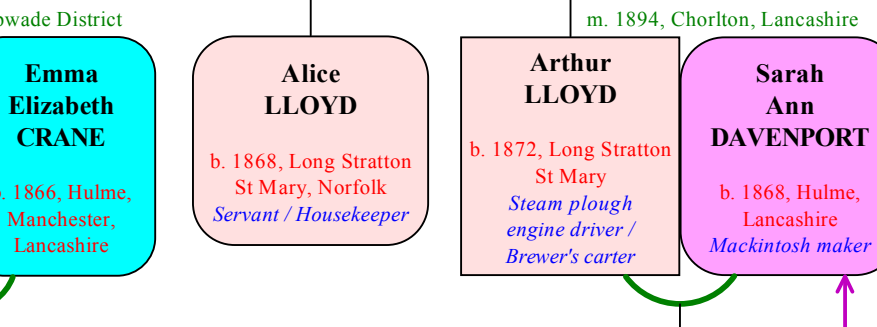 District
m. 1894, Chorlton, Lancashire
Emma
Elizabeth
CRANE
1866, Hulme,
Manchester,
Lancashire
Alice
LLOYD
b. 1868, Long Stratton
St Mary, Norfolk
Servant / Housekeeper
Arthur
LLOYD
b. 1872, Long Stratton
St Mary
Steam plough
engine driver /
Brewer's carter
Sarah
Ann
DAVENPORT
b. 1868, Hulme,
Lancashire
Mackintosh maker